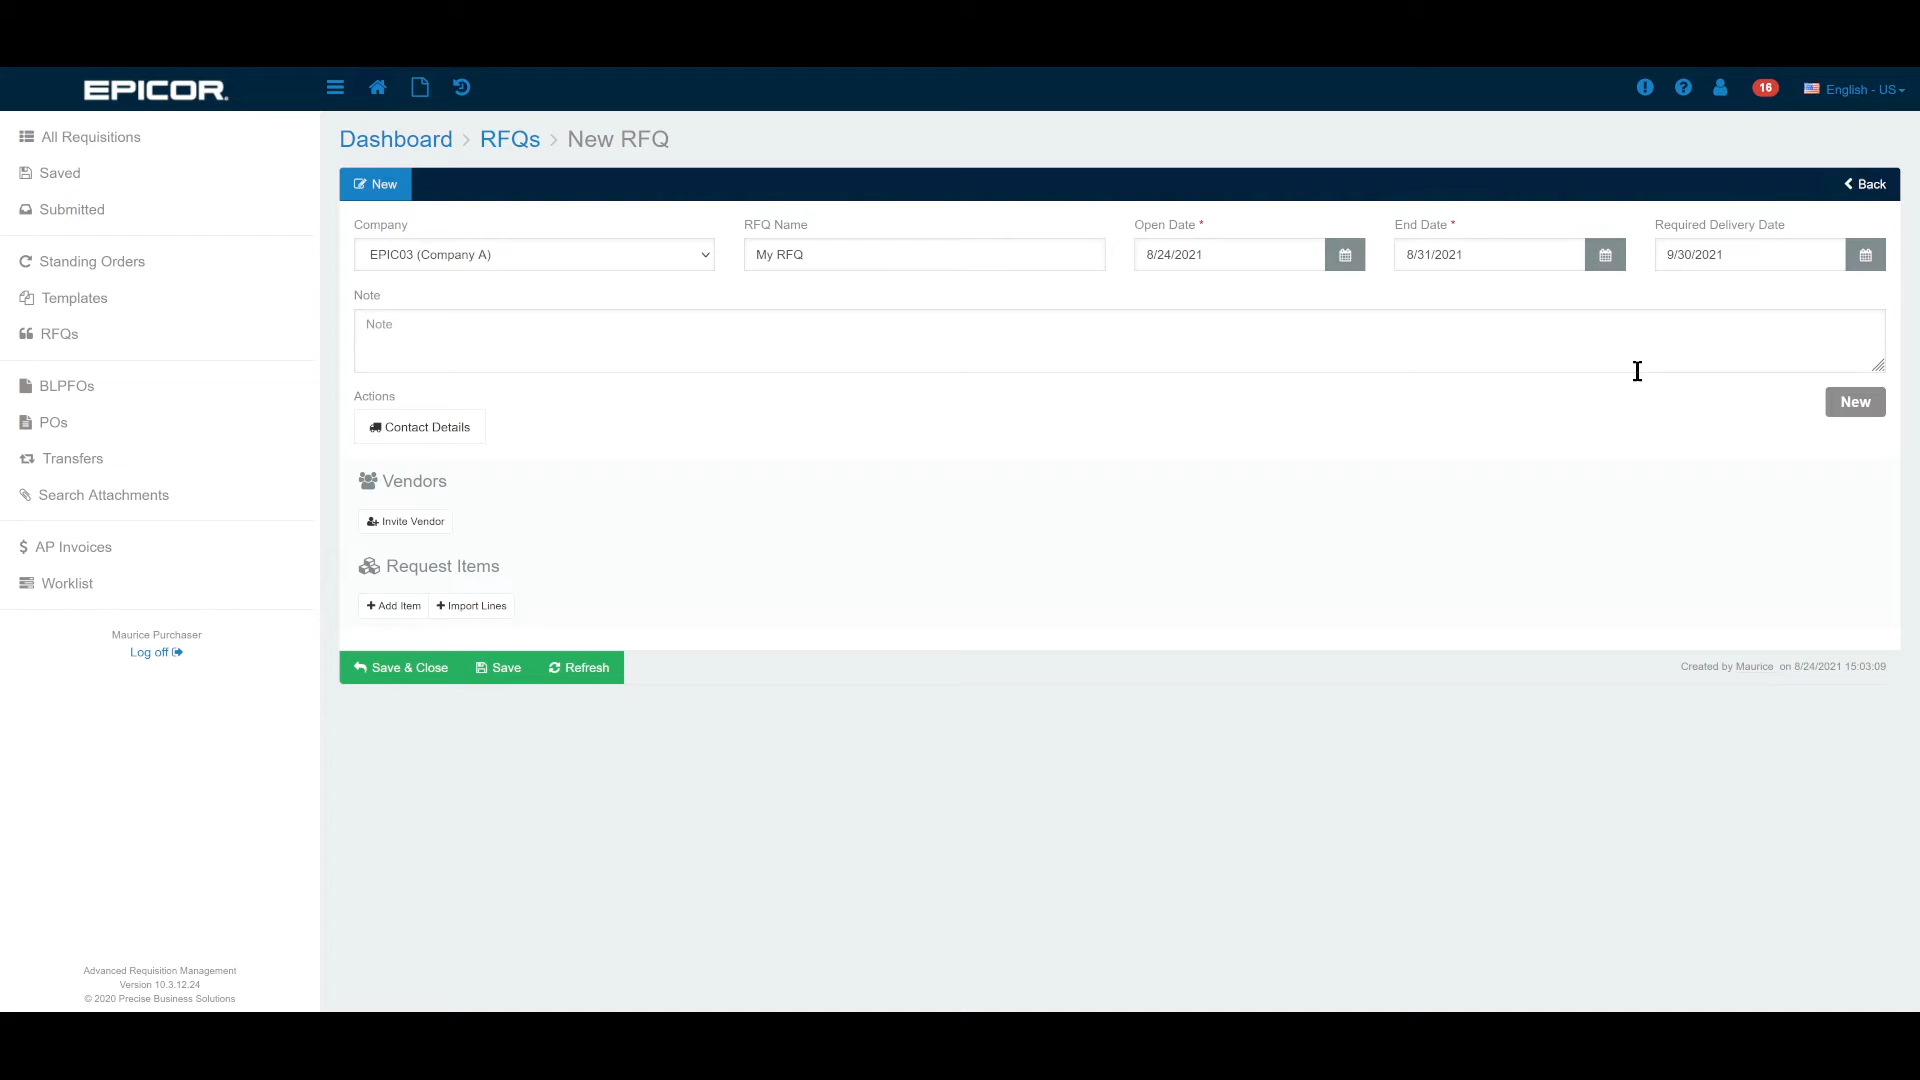 EPICOR.
16
English - US
All Requisitions
Saved
Submitted
Standing Orders
Templates
RFQs
BLPFOs
POs
Transfers
Search Attachments
AP Invoices
Worklist
Maurice Purchaser
Log off
Advanced Requisition Management
Version 10.3.12.24
© 2020 Precise Business Solutions
Dashboard > RFQs > New RFQ
New
Back
Company
RFQ Name
Open Date *
End Date *
Required Delivery Date
EPIC03 (Company A)
My RFQ
8/24/2021
8/31/2021
9/30/2021
Note
Note
Actions
New
Contact Details
Vendors
Invite Vendor
Request Items
+ Add Item
+ Import Lines
Save & Close
Save
Refresh
Created by Maurice on 8/24/2021 15:03:09